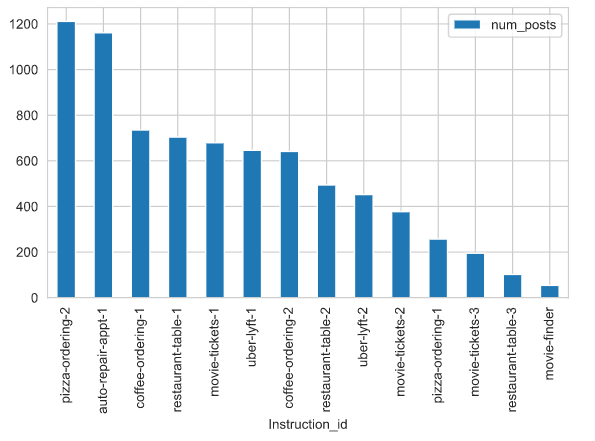 num_posts
1200
1000
800
600
400
200
0
pizza-ordering-2
auto-repair-appt-1
coffee-ordering-1
restaurant-table-1
movie-tickets-1
uber-lyft-1
coffee-ordering-2
restaurant-table-2
uber-lyft-2
movie-tickets-2
pizza-ordering-1
movie-tickets-3
restaurant-table-3
movie-finder
Instruction_id